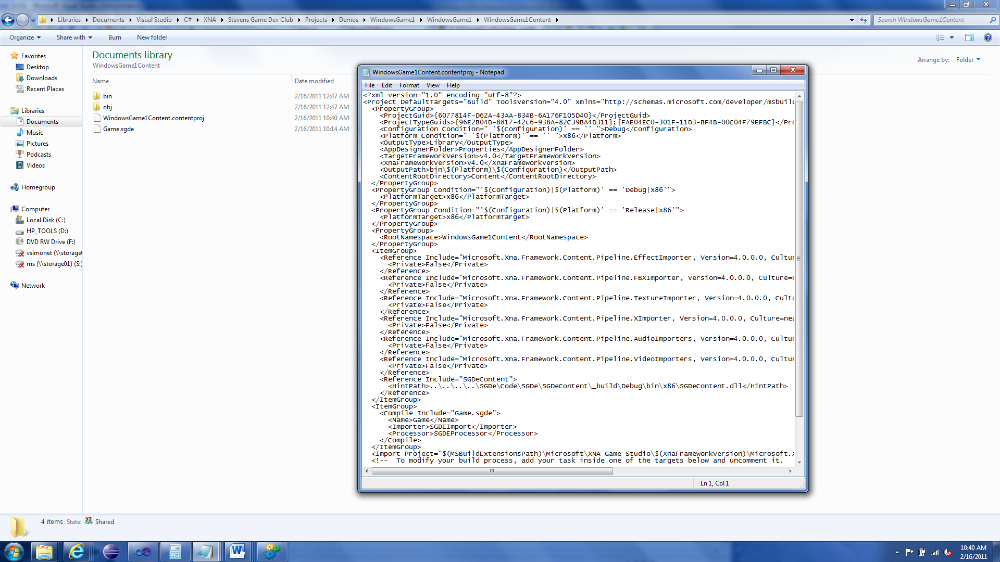 Libraries Documents Visual Studio C# XNA Stevens Game Dev Club Projects Demos WindowsGame1 WindowsGame1 WindowsGame1Content
Search WindowsGame1Content
Organize Share with Burn New folder
Favorites
Desktop
Downloads
Recent Places
Libraries
Documents
Music
Pictures
Podcasts
Videos
Homegroup
Computer
Local Disk (C:)
HP_TOOLS (D:)
DVD RW Drive (F:)
vsimonet (\\storage
ms (\\storage01) (S:)
Network
Documents library
WindowsGame1Content
Arrange by: Folder
Name Date modified
bin 2/16/2011 12:47 AM
obj 2/16/2011 12:47 AM
WindowsGame1Content.contentproj 2/16/2011 10:40 AM
Game.sgde 2/16/2011 10:14 AM
WindowsGame1Content.contentproj - Notepad
File Edit Format View Help
<?xml version="1.0" encoding="utf-8"?>
<Project DefaultTargets="Build" ToolsVersion="4.0" xmlns="http://schemas.microsoft.com/developer/msbuild
<PropertyGroup>
<ProjectGuid>{6077814F-D62A-43AA-834B-6A176F105D40}</ProjectGuid>
<ProjectTypeGuids>{96E2B04D-8817-42c6-938A-82C39BA4D311};{FAE04EC0-301F-11D3-BF4B-00C04F79EFBC}</Pro
<Configuration Condition=" '$(Configuration)' == '' ">Debug</Configuration>
<Platform Condition=" '$(Platform)' == '' ">x86</Platform>
<OutputType>Library</OutputType>
<AppDesignerFolder>Properties</AppDesignerFolder>
<TargetFrameworkVersion>v4.0</TargetFrameworkVersion>
<XnaFrameworkVersion>v4.0</XnaFrameworkVersion>
<OutputPath>bin\$(Platform)\$(Configuration)</OutputPath>
<ContentRootDirectory>Content</ContentRootDirectory>
</PropertyGroup>
<PropertyGroup Condition="'$(Configuration)|$(Platform)' == 'Debug|x86'">
<PlatformTarget>x86</PlatformTarget>
</PropertyGroup>
<PropertyGroup Condition="'$(Configuration)|$(Platform)' == 'Release|x86'">
<PlatformTarget>x86</PlatformTarget>
</PropertyGroup>
<PropertyGroup>
<RootNamespace>WindowsGame1Content</RootNamespace>
</PropertyGroup>
<ItemGroup>
<Reference Include="Microsoft.Xna.Framework.Content.Pipeline.EffectImporter, Version=4.0.0.0, Cultur
<Private>False</Private>
</Reference>
<Reference Include="Microsoft.Xna.Framework.Content.Pipeline.FBXImporter, Version=4.0.0.0, Culture=n
<Private>False</Private>
</Reference>
<Reference Include="Microsoft.Xna.Framework.Content.Pipeline.TextureImporter, Version=4.0.0.0, Cultu
<Private>False</Private>
</Reference>
<Reference Include="Microsoft.Xna.Framework.Content.Pipeline.XImporter, Version=4.0.0.0, Culture=neu
<Private>False</Private>
</Reference>
<Reference Include="Microsoft.Xna.Framework.Content.Pipeline.AudioImporters, Version=4.0.0.0, Cultur
<Private>False</Private>
</Reference>
<Reference Include="Microsoft.Xna.Framework.Content.Pipeline.VideoImporters, Version=4.0.0.0, Cultur
<Private>False</Private>
</Reference>
<Reference Include="SGDeContent">
<HintPath>..\..\..\..\SGDe\Code\SGDe\SGDeContent\_build\Debug\bin\x86\SGDeContent.dll</HintPath>
</Reference>
</ItemGroup>
<ItemGroup>
<Compile Include="Game.sgde">
<Name>Game</Name>
<Importer>SGDEImport</Importer>
<Processor>SGDEProcessor</Processor>
</Compile>
</ItemGroup>
<Import Project="$(MSBuildExtensionsPath)\Microsoft\XNA Game Studio\$(XnaFrameworkVersion)\Microsoft.X
<!-- To modify your build process, add your task inside one of the targets below and uncomment it.
Ln 1, Col 1
4 items State: Shared
10:40 AM
2/16/2011